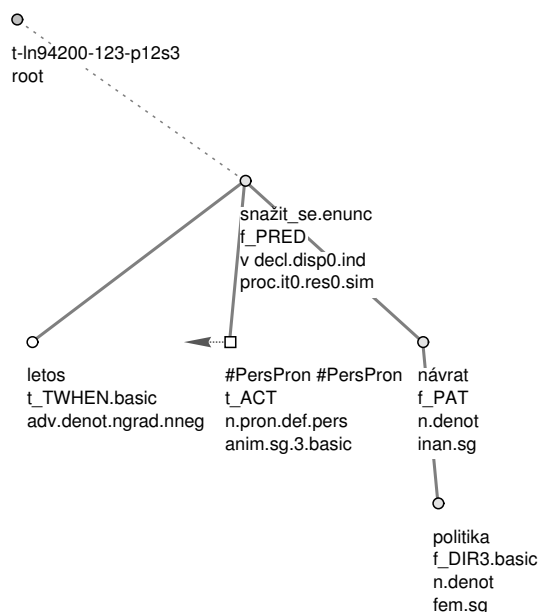 t-ln94200-123-p12s3
root
snažit_se.enunc
f_PRED
v decl.disp0.ind
proc.it0.res0.sim
letos
t_TWHEN.basic
adv.denot.ngrad.nneg
#PersPron #PersPron
t_ACT
n.pron.def.pers
anim.sg.3.basic
návrat
f_PAT
n.denot
inan.sg
politika
f_DIR3.basic
n.denot
fem.sg